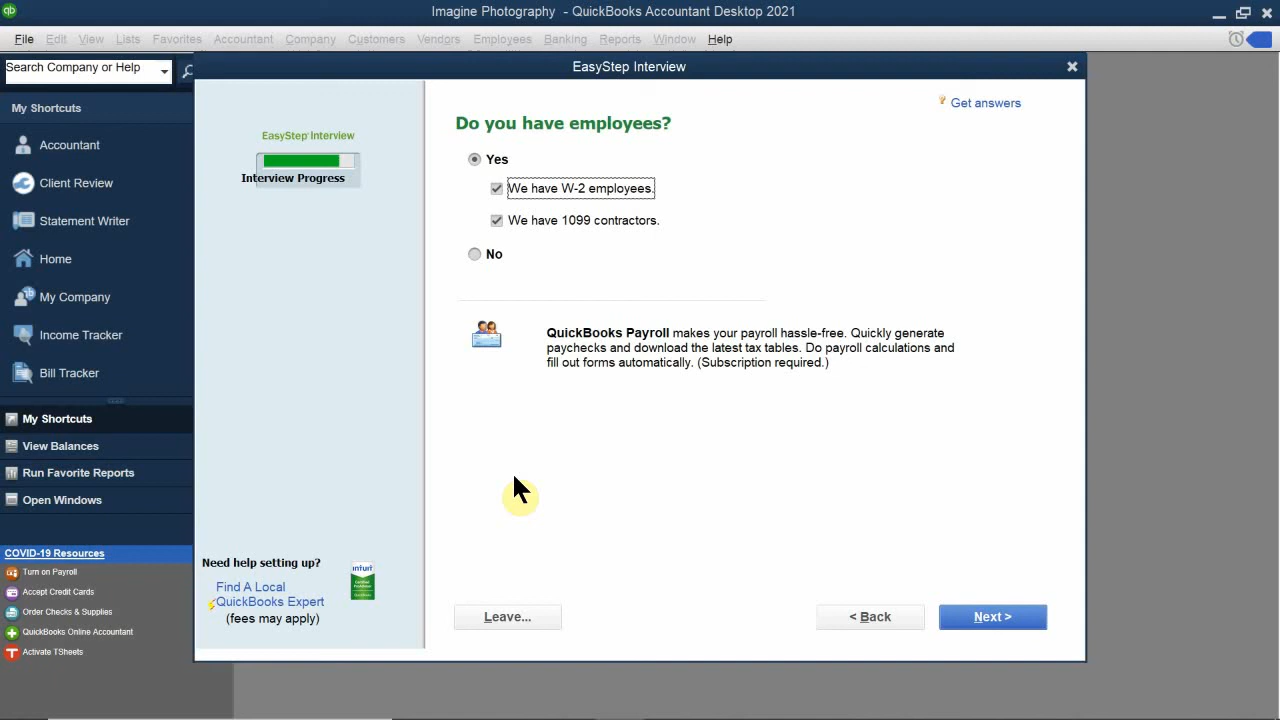 qb
Imagine Photography - QuickBooks Accountant Desktop 2021
File Edit View Lists Favorites Accountant Company Customers Vendors Employees Banking Reports Window Help
Search Company or Help
My Shortcuts
Accountant
Client Review
Statement Writer
Home
My Company
Income Tracker
Bill Tracker
My Shortcuts
View Balances
Run Favorite Reports
Open Windows
COVID-19 Resources
Turn on Payroll
Accept Credit Cards
Order Checks & Supplies
QuickBooks Online Accountant
Activate TSheets
EasyStep Interview
EasyStep Interview
Interview Progress
Need help setting up?
Find A Local
QuickBooks Expert
(fees may apply)
intuit
Get answers
Do you have employees?
Yes
We have W-2 employees.
We have 1099 contractors.
No
QuickBooks Payroll makes your payroll hassle-free. Quickly generate
paychecks and download the latest tax tables. Do payroll calculations and
fill out forms automatically. (Subscription required.)
Leave...
< Back
Next >